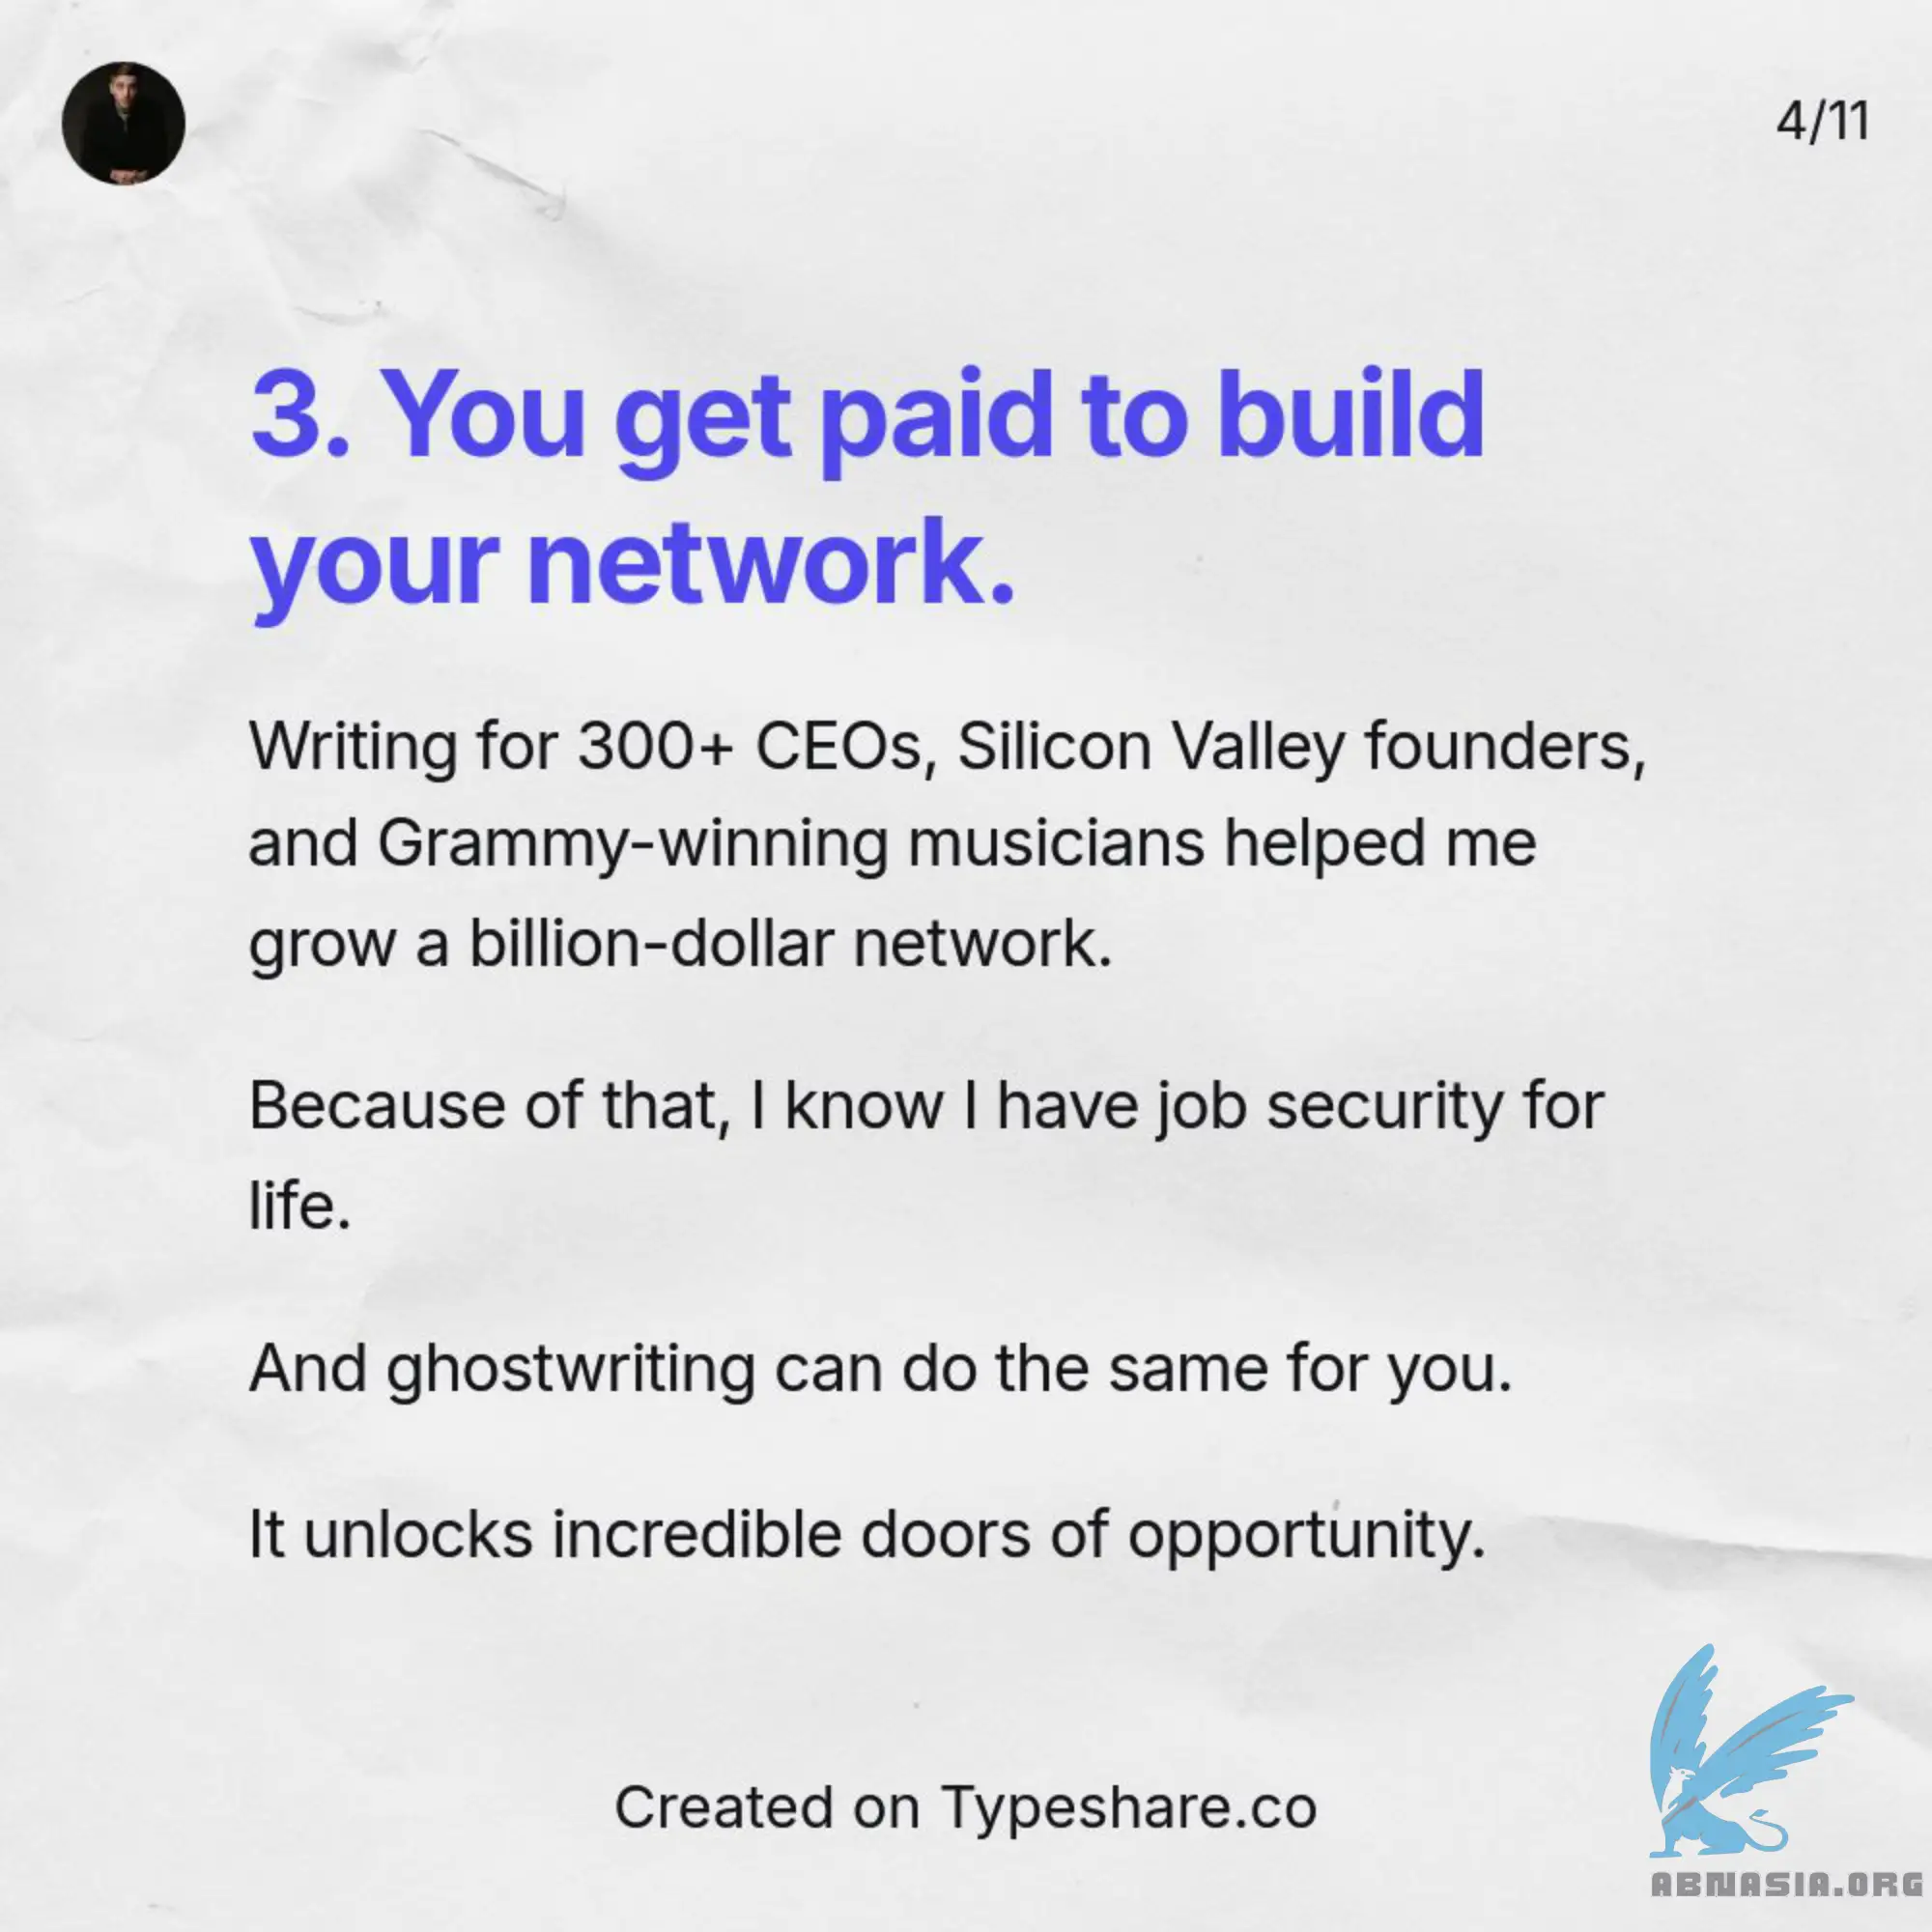 4/11
3. You get paid to build
your network.
Writing for 300+ CEOs, Silicon Valley founders,
and Grammy-winning musicians helped me
grow a billion-dollar network.
Because of that, I know I have job security for
life.
And ghostwriting can do the same for you.
It unlocks incredible doors of opportunity.
Created on Typeshare.co
ABNASIA.ORG